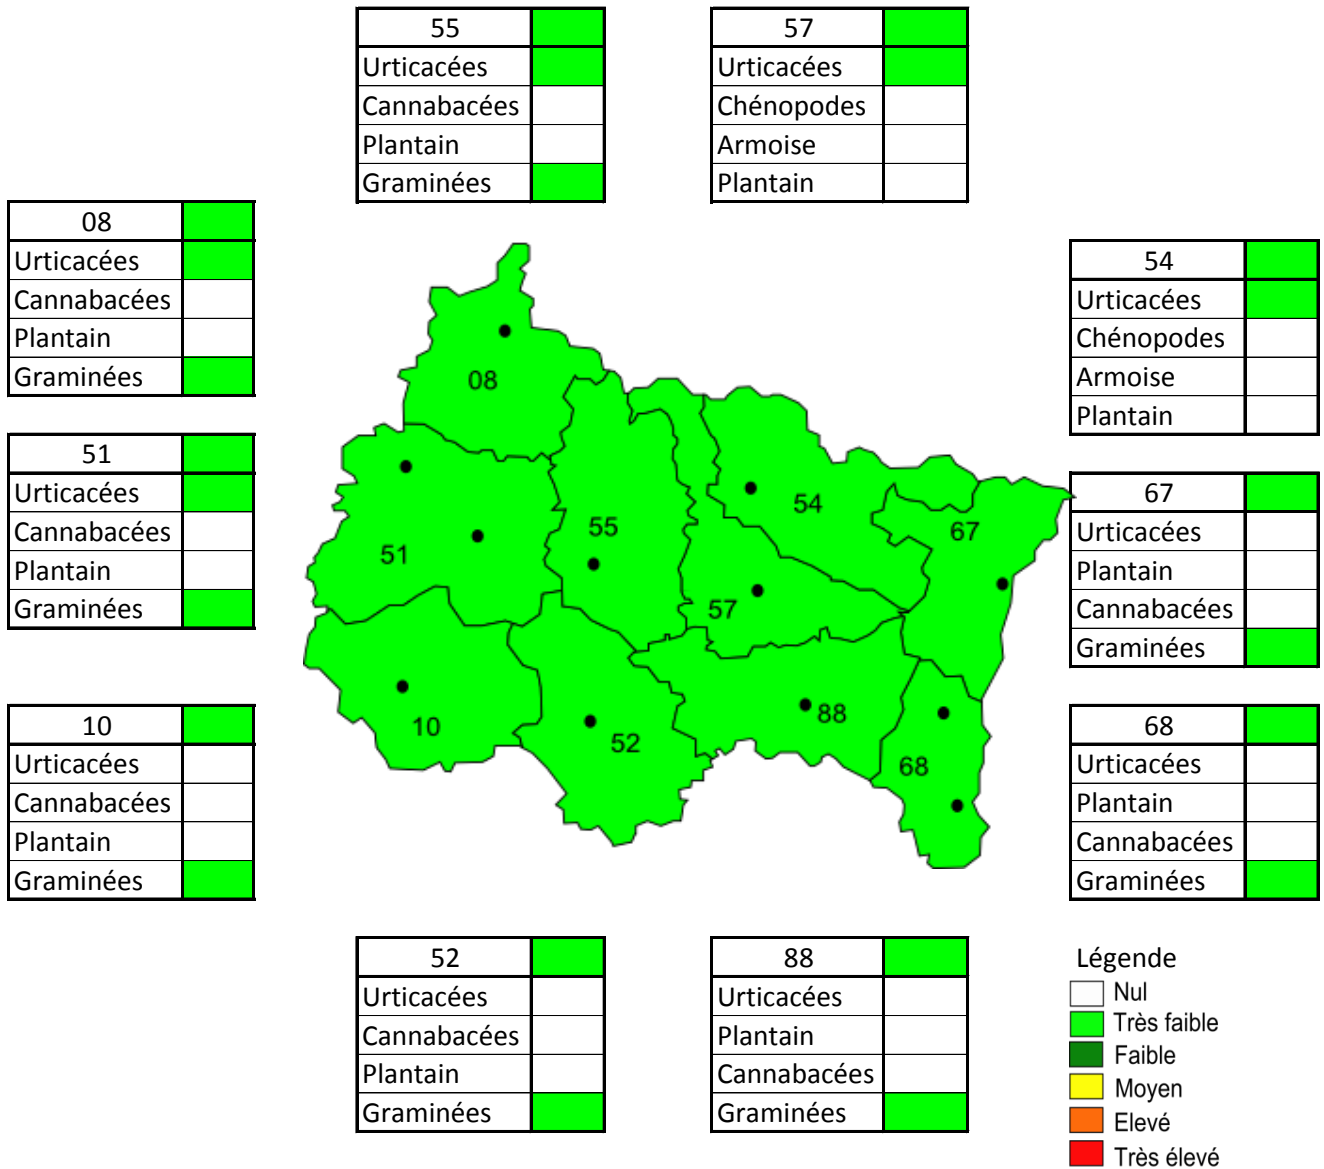 55
Urticacées
Cannabacées
Plantain
Graminées
57
Urticacées
Chénopodes
Armoise
Plantain
08
Urticacées
Cannabacées
Plantain
Graminées
51
Urticacées
Cannabacées
Plantain
Graminées
10
Urticacées
Cannabacées
Plantain
Graminées
08
51
55
54
67
57
10
52
88
68
54
Urticacées
Chénopodes
Armoise
Plantain
67
Urticacées
Plantain
Cannabacées
Graminées
68
Urticacées
Plantain
Cannabacées
Graminées
52
Urticacées
Cannabacées
Plantain
Graminées
88
Urticacées
Plantain
Cannabacées
Graminées
Légende
Nul
Très faible
Faible
Moyen
Elevé
Très élevé